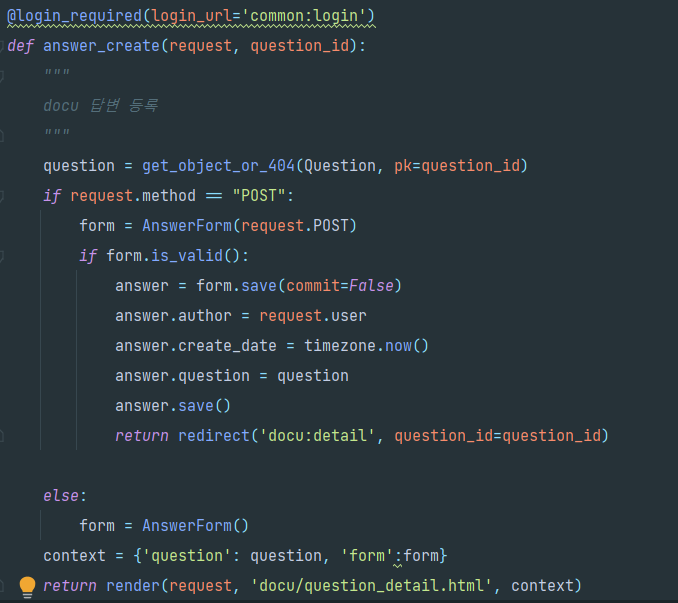 @login_required(login_url='common:login')
def answer_create(request, question_id):
    """
    docu 답변 등록
    """
    question = get_object_or_404(Question, pk=question_id)
    if request.method == "POST":
        form = AnswerForm(request.POST)
        if form.is_valid():
            answer = form.save(commit=False)
            answer.author = request.user
            answer.create_date = timezone.now()
            answer.question = question
            answer.save()
            return redirect('docu:detail', question_id=question_id)
    else:
        form = AnswerForm()
    context = {'question': question, 'form':form}
    return render(request, 'docu/question_detail.html', context)